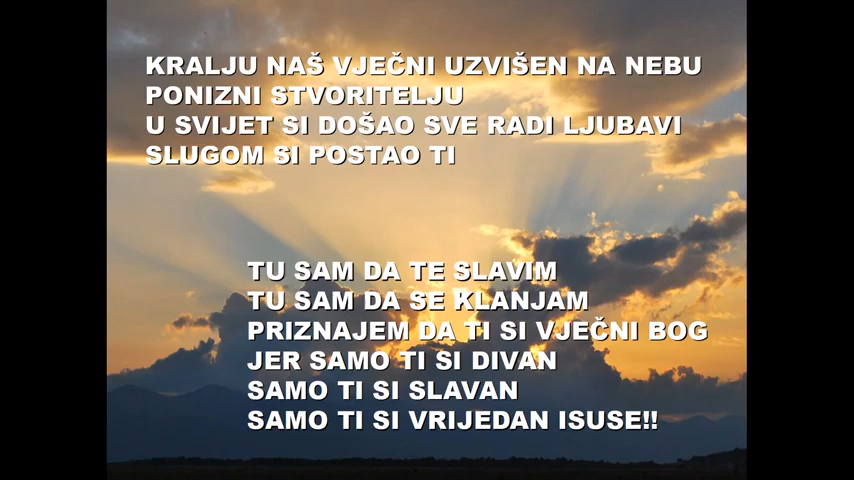 KRALJU NAŠ VJEČNI UZVIŠEN NA NEBU
PONIZNI STVORITELJU
U SVIJET SI DOŠAO SVE RADI LJUBAVI
SLUGOM SI POSTAO TI
TU SAM DA TE SLAVIM
TU SAM DA SE KLANJAM
PRIZNAJEM DA TI SI VJEČNI BOG
JER SAMO TI SI DIVAN
SAMO TI SI SLAVAN
SAMO TI SI VRIJEDAN ISUSE!!